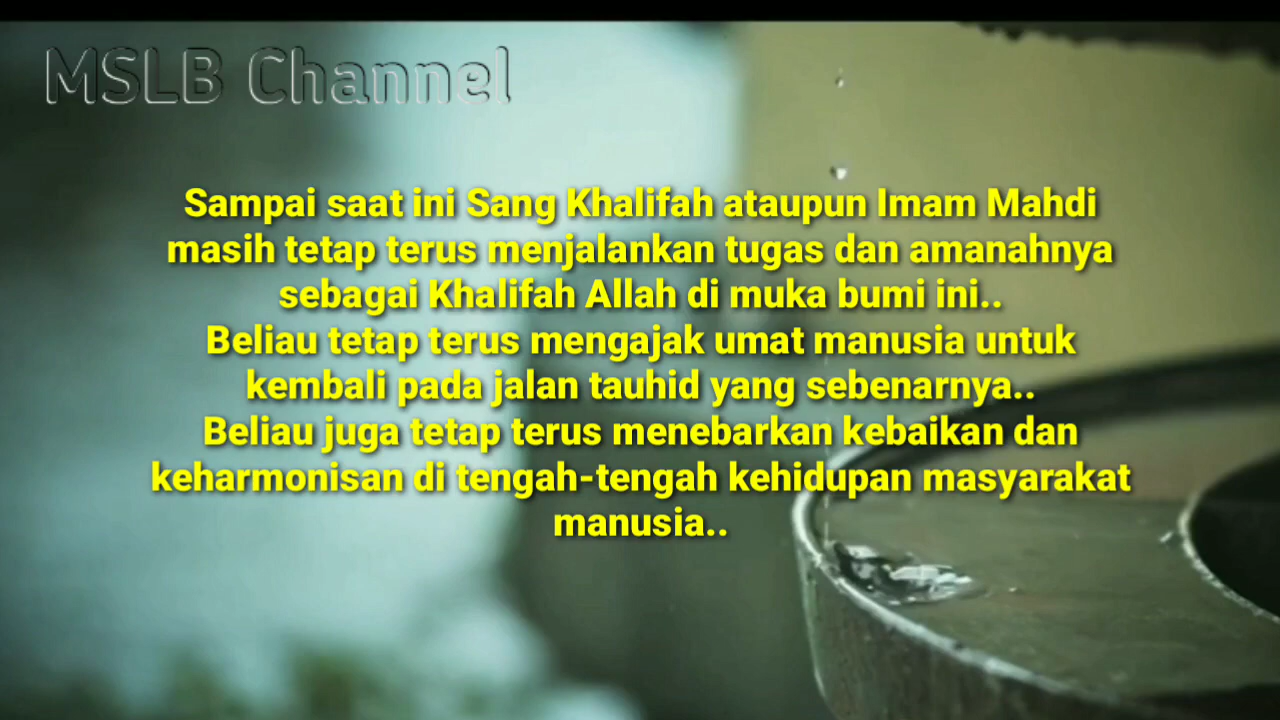 MSLB Channel
Sampai saat ini Sang Khalifah ataupun Imam Mahdi
masih tetap terus menjalankan tugas dan amanahnya
sebagai Khalifah Allah di muka bumi ini..
Beliau tetap terus mengajak umat manusia untuk
kembali pada jalan tauhid yang sebenarnya..
Beliau juga tetap terus menebarkan kebaikan dan
keharmonisan di tengah-tengah kehidupan masyarakat
manusia..